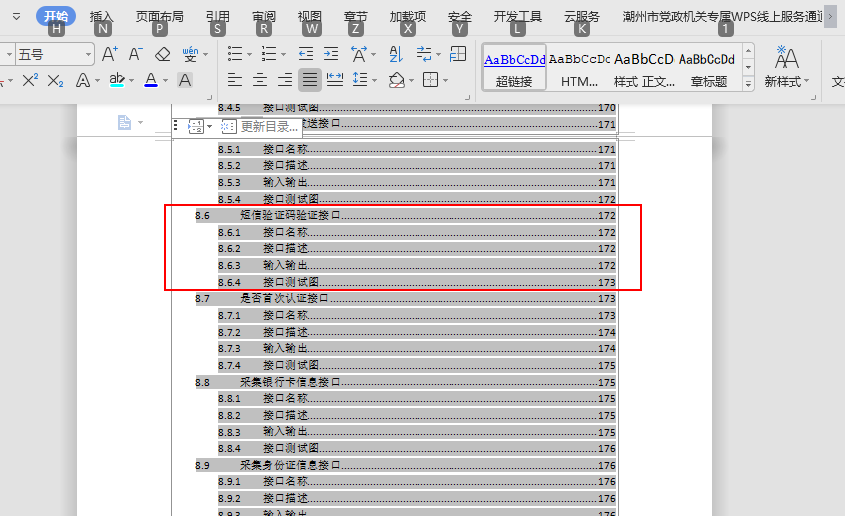 开始 插入 页面布局 引用 审阅 视图 章节 加载项 安全 开发工具 云服务 潮州市党政机关专属WPS线上服务通
H N P S R W Z X Y L K 1
五号 A+ A- 雯
X² X₂ A ab A A
AaBbCcDd AaBbCcDc AaBbCcD AaBbCcDd
超链接 HTM... 样式 正文... 章标题 新样式 文
8.4.5 接口测试图 170
发送接口 171
更新目录...
8.5.1 接口名称 171
8.5.2 接口描述 171
8.5.3 输入输出 171
8.5.4 接口测试图 172
8.6 短信验证码验证接口 172
8.6.1 接口名称 172
8.6.2 接口描述 172
8.6.3 输入输出 172
8.6.4 接口测试图 173
8.7 是否首次认证接口 173
8.7.1 接口名称 173
8.7.2 接口描述 174
8.7.3 输入输出 174
8.7.4 接口测试图 175
8.8 采集银行卡信息接口 175
8.8.1 接口名称 175
8.8.2 接口描述 175
8.8.3 输入输出 175
8.8.4 接口测试图 176
8.9 采集身份证信息接口 176
8.9.1 接口名称 176
8.9.2 接口描述 176
8.9.3 输入输出 176